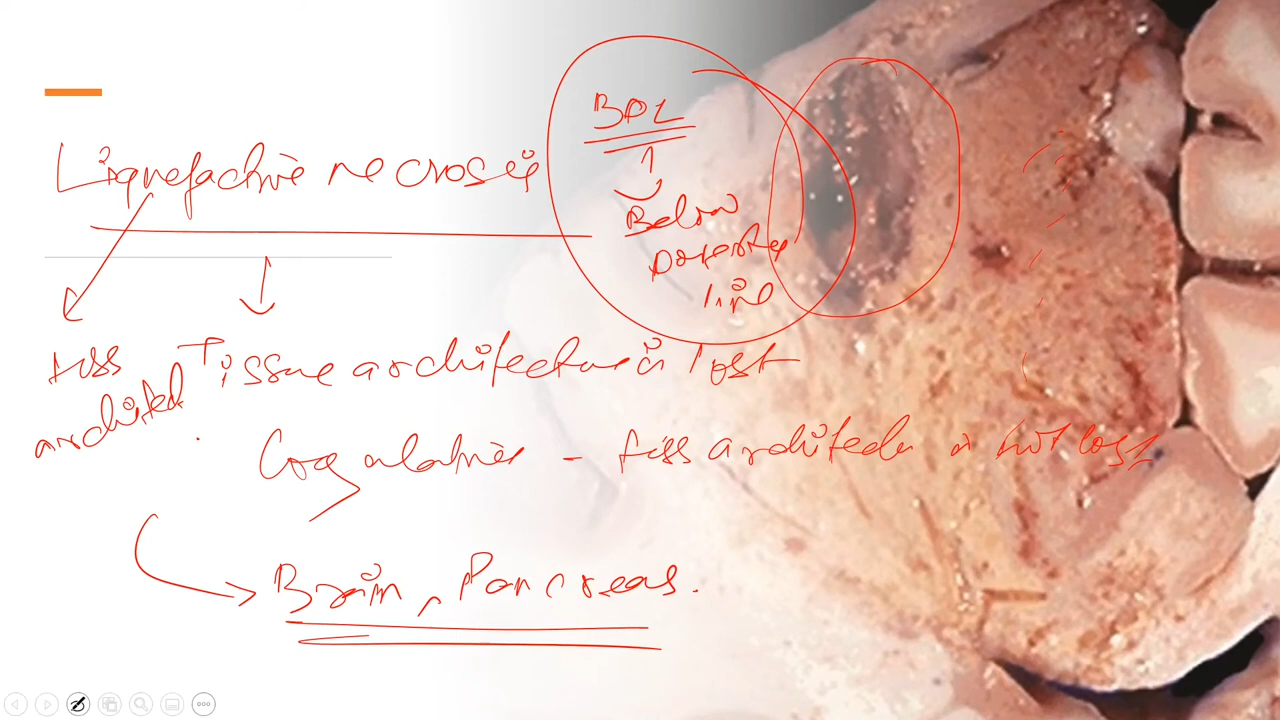 Liquefactive necrosis
BPL
Below
poverty
line
tiss
architect
Tissue architecture is lost
Coagulative - tiss architectu is not lost
Brain, Pancreas.